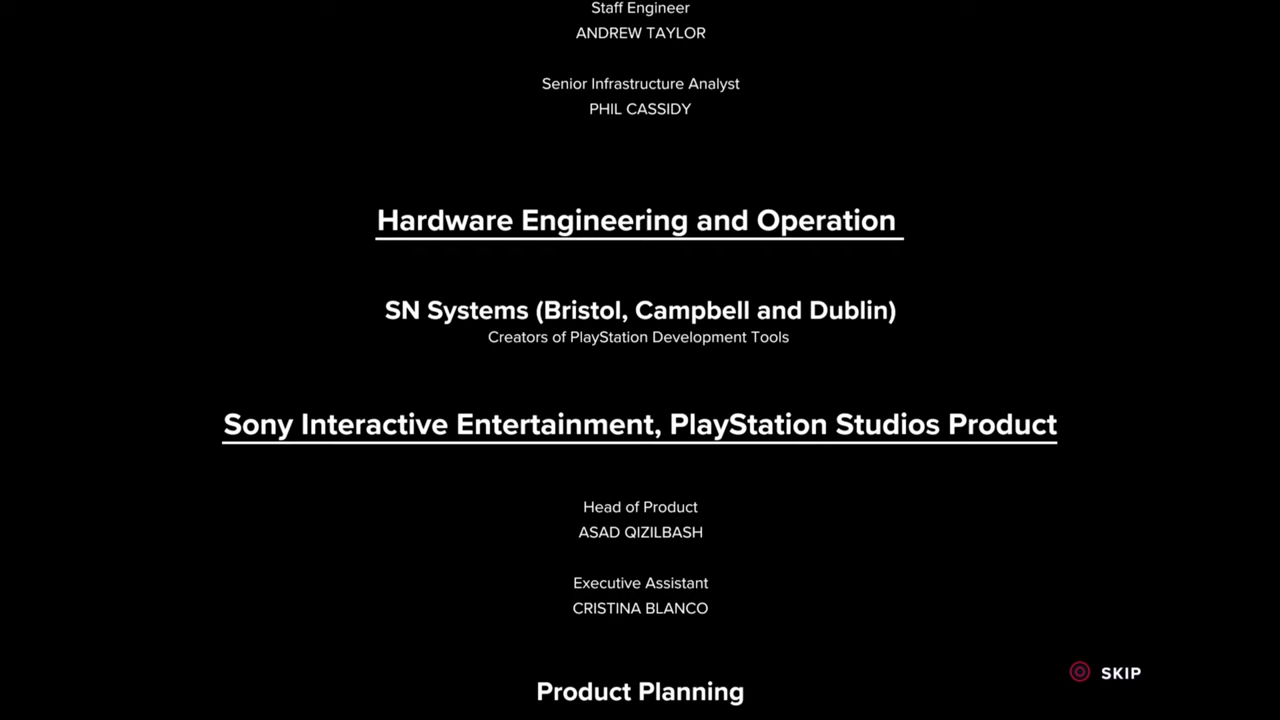 Staff Engineer
ANDREW TAYLOR
Senior Infrastructure Analyst
PHIL CASSIDY
Hardware Engineering and Operation
SN Systems (Bristol, Campbell and Dublin)
Creators of PlayStation Development Tools
Sony Interactive Entertainment, PlayStation Studios Product
Head of Product
ASAD QIZILBASH
Executive Assistant
CRISTINA BLANCO
SKIP
Product Planning